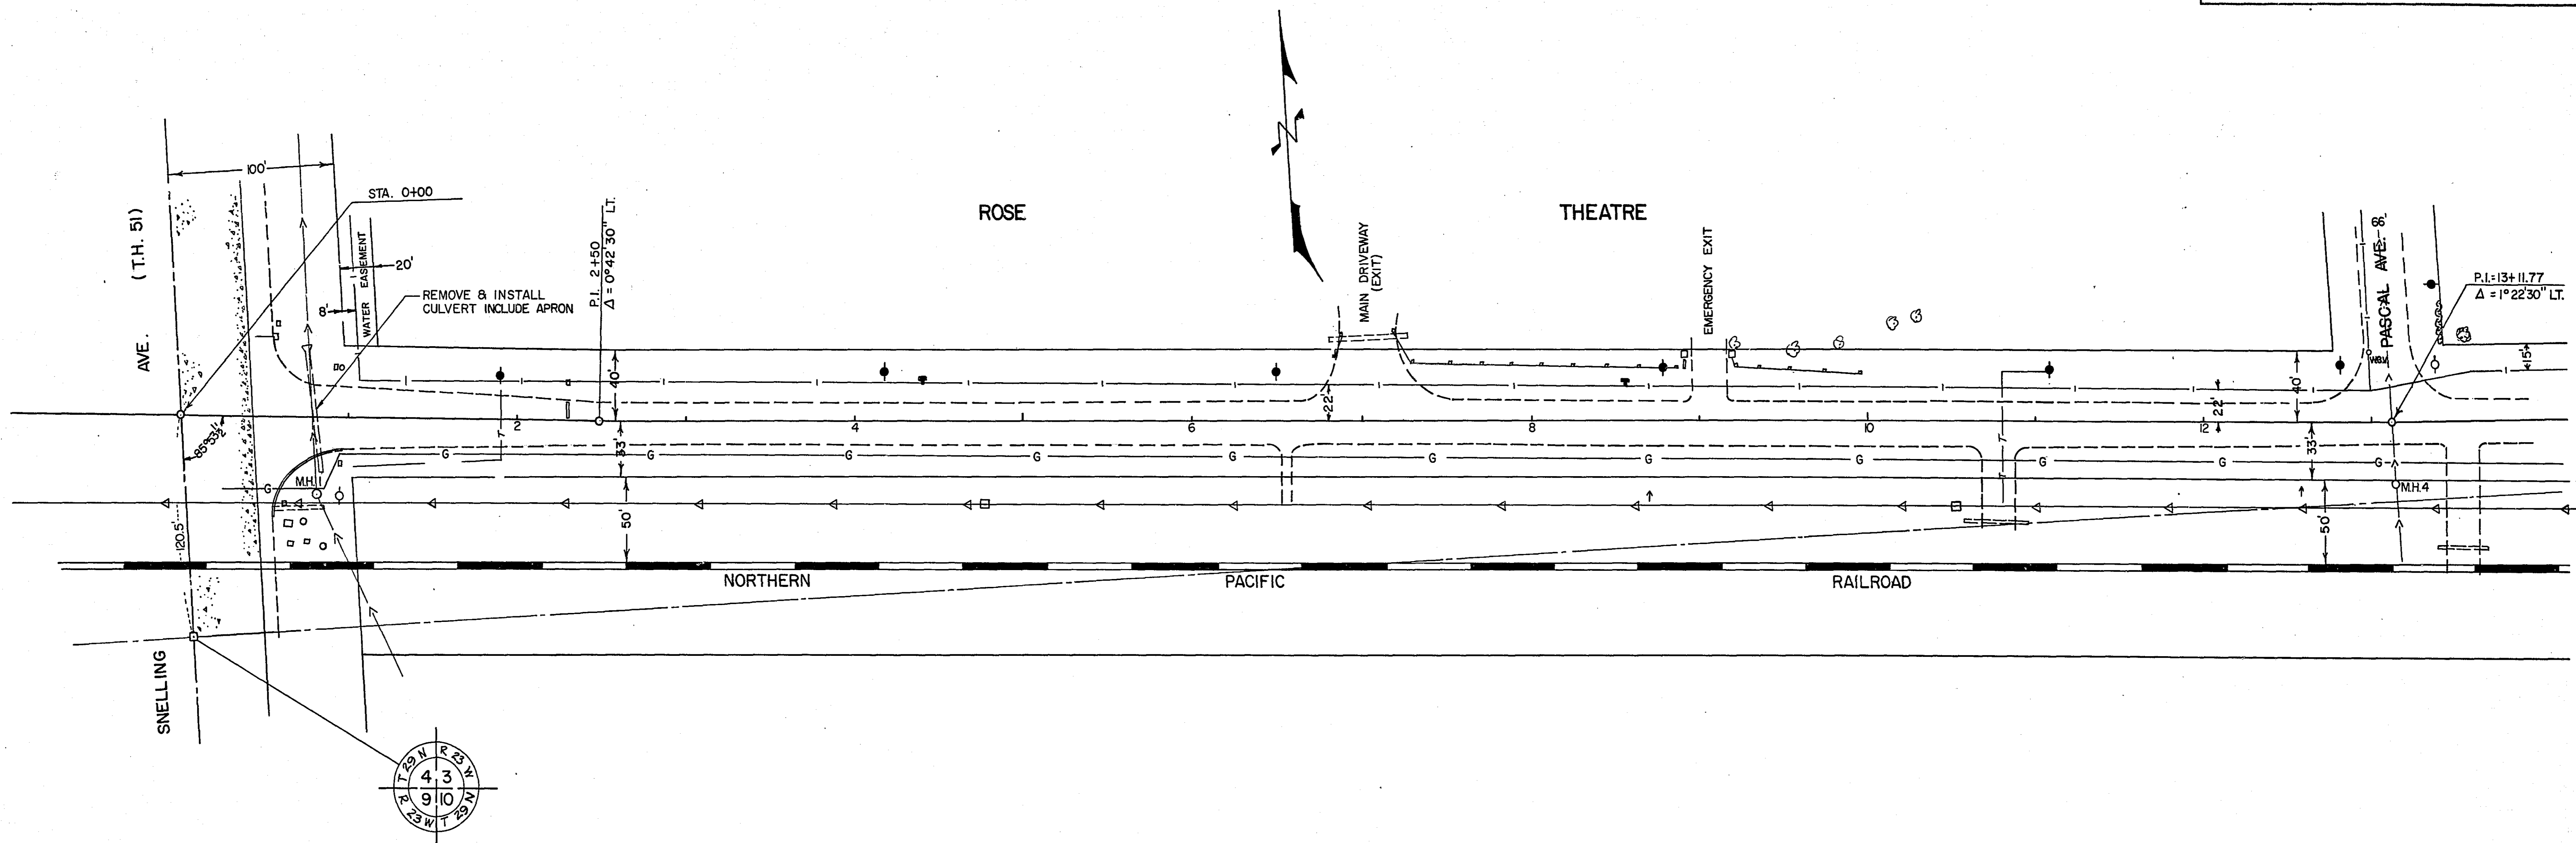 100'
STA. 0+00
AVE.
(T.H. 51)
WATER EASEMENT
20'
8'
REMOVE & INSTALL
CULVERT INCLUDE APRON
P.I. 2+50
Δ = 0°42'30" LT.
ROSE
THEATRE
MAIN DRIVEWAY
(EXIT)
EMERGENCY EXIT
PASCAL AVE.
66'
P.I.=13+11.77
Δ = 1°22'30" LT.
15'
40'
22'
40'
22'
2
4
6
8
10
12
85°53'
33'
33'
T
T
T
G
G
G
G
G
G
G
G
G
G
G
G
M.H.
M.H.4
50'
50'
120.5'
NORTHERN
PACIFIC
RAILROAD
SNELLING
T 29 N
R 23 W
4 3
9 10
R 23 W
T 29 N